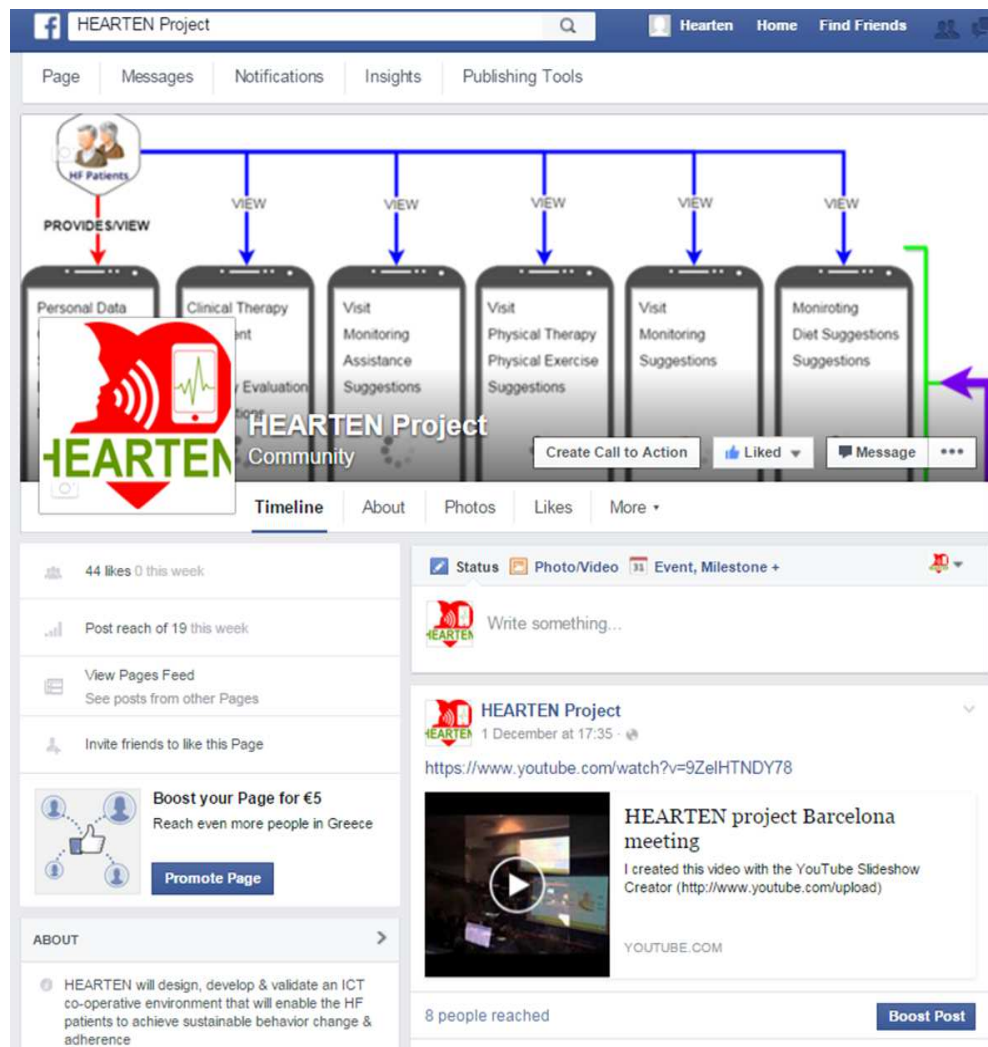 HEARTEN Project
Hearten Home Find Friends
Page Messages Notifications Insights Publishing Tools
HF Patients
PROVIDES/VIEW
VIEW VIEW VIEW VIEW VIEW
Personal Data
Clinical Therapy
Evaluation
Visit
Monitoring
Assistance
Suggestions
Visit
Physical Therapy
Physical Exercise
Suggestions
Visit
Monitoring
Suggestions
Moniroting
Diet Suggestions
Suggestions
HEARTEN
HEARTEN Project
Community
Create Call to Action Liked Message •••
Timeline About Photos Likes More
44 likes 0 this week
Post reach of 19 this week
View Pages Feed
See posts from other Pages
Invite friends to like this Page
Boost your Page for €5
Reach even more people in Greece
Promote Page
ABOUT
HEARTEN will design, develop & validate an ICT
co-operative environment that will enable the HF
patients to achieve sustainable behavior change &
adherence
Status Photo/Video 31 Event, Milestone +
HEARTEN
Write something...
HEARTEN
HEARTEN Project
1 December at 17:35 ·
https://www.youtube.com/watch?v=9ZeIHTNDY78
HEARTEN project Barcelona
meeting
I created this video with the YouTube Slideshow
Creator (http://www.youtube.com/upload)
YOUTUBE.COM
8 people reached
Boost Post